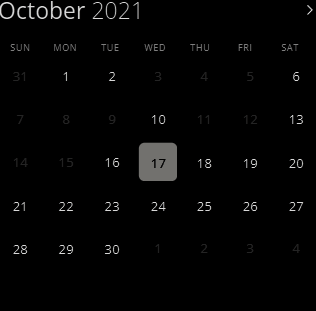 October 2021
SUN MON TUE WED THU FRI SAT
31 1 2 3 4 5 6
7 8 9 10 11 12 13
14 15 16 17 18 19 20
21 22 23 24 25 26 27
28 29 30 1 2 3 4